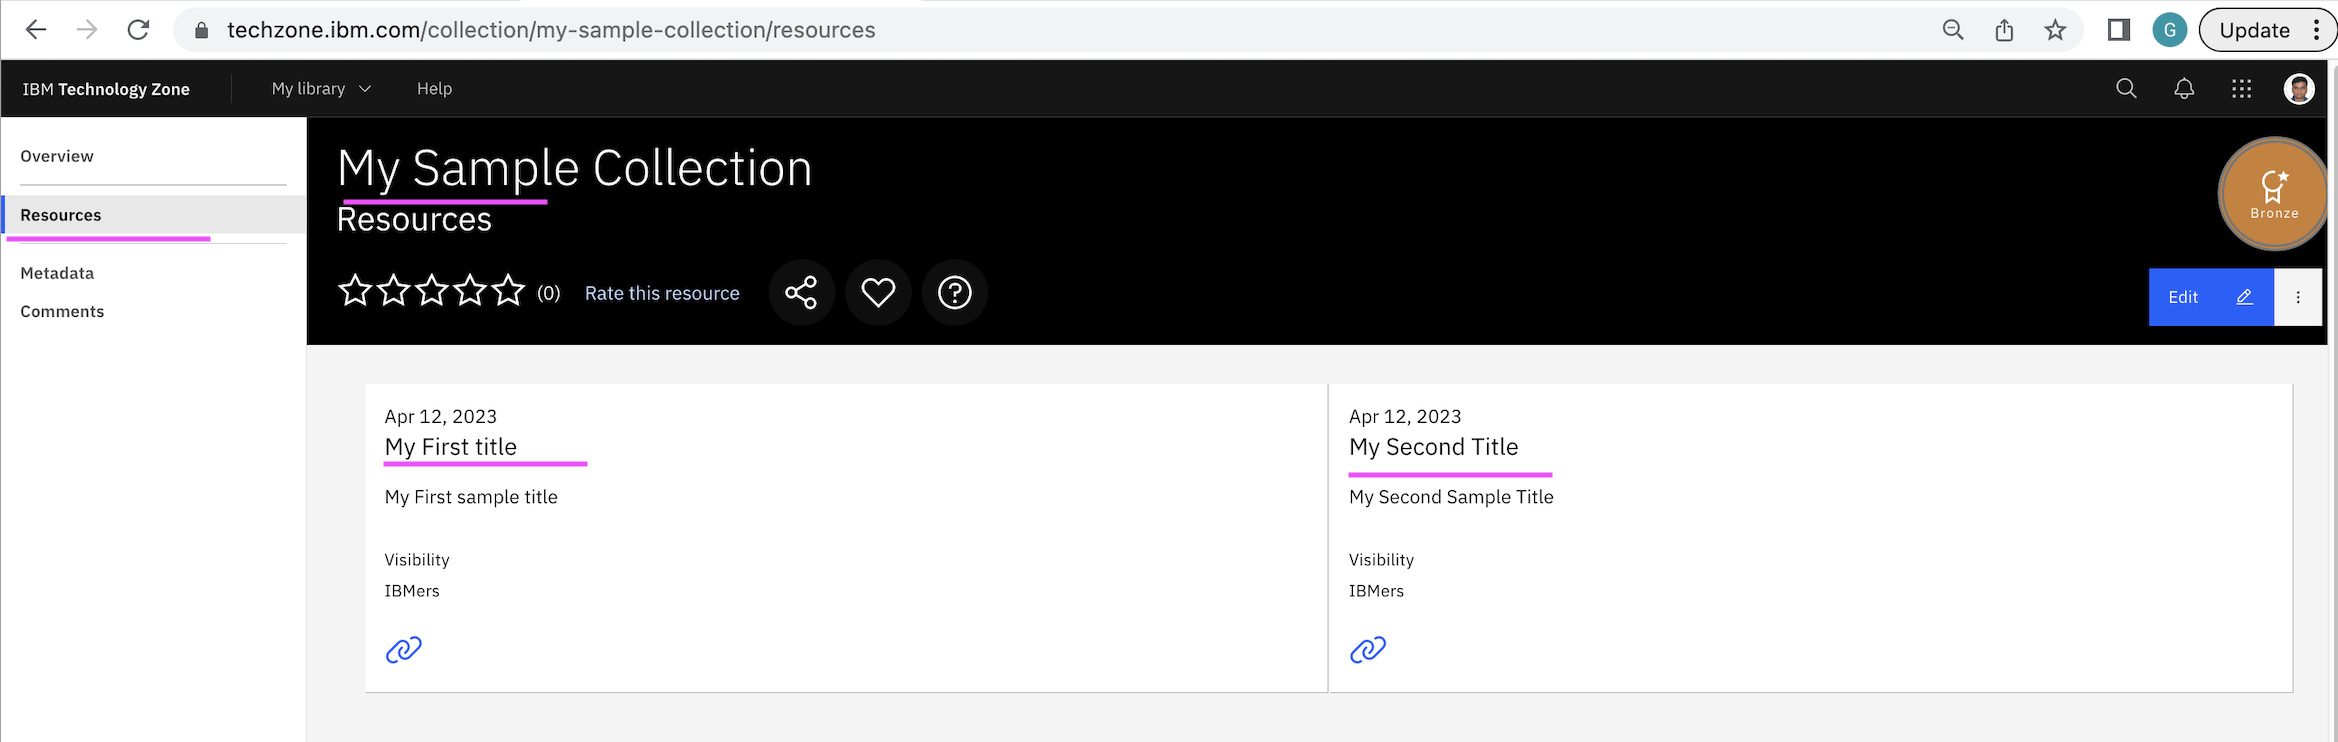 techzone.ibm.com/collection/my-sample-collection/resources
G
Update
IBM Technology Zone
My library
Help
Overview
Resources
Metadata
Comments
My Sample Collection
Resources
(0)
Rate this resource
Bronze
Edit
Apr 12, 2023
My First title
My First sample title
Visibility
IBMers
Apr 12, 2023
My Second Title
My Second Sample Title
Visibility
IBMers